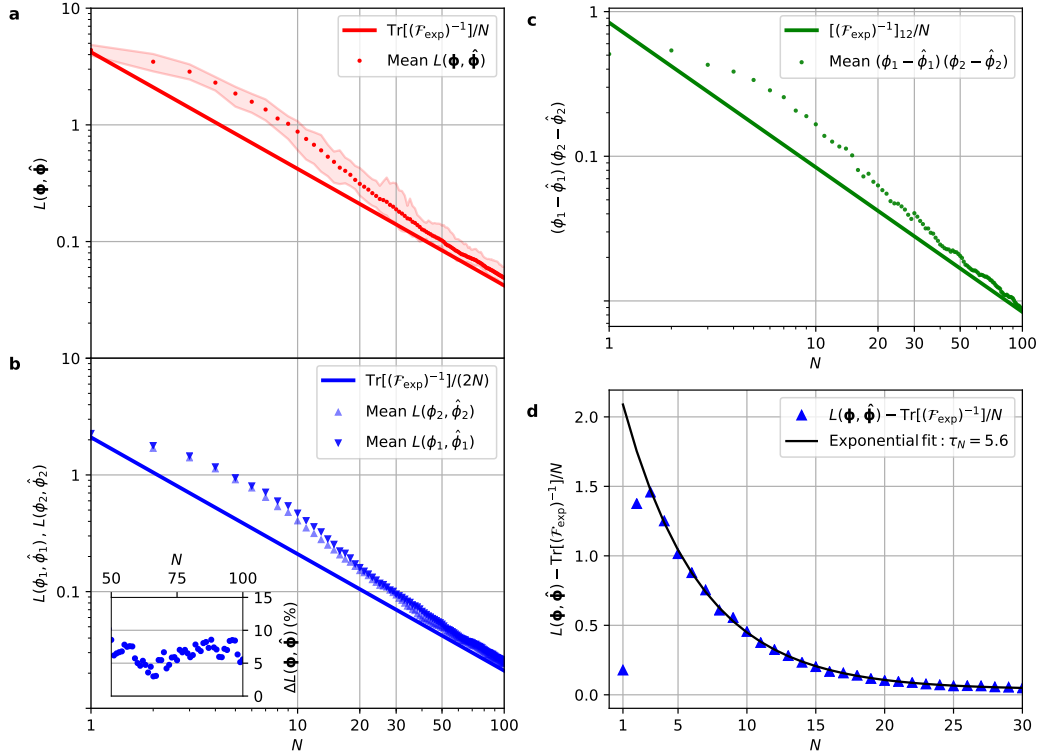 a
10
1
0.1
L(ϕ, ϕ̂)
Tr[(ℱexp)⁻¹]/N
Mean L(ϕ, ϕ̂)
b
10
1
0.1
L(ϕ₁, ϕ̂₁), L(ϕ₂, ϕ̂₂)
Tr[(ℱexp)⁻¹]/(2N)
Mean L(ϕ₂, ϕ̂₂)
Mean L(ϕ₁, ϕ̂₁)
N
50 75 100
15
10
5
0
ΔL(ϕ, ϕ̂) (%)
1 10 20 30 50 100
N
c
1
0.1
(ϕ₁ − ϕ̂₁) (ϕ₂ − ϕ̂₂)
[(ℱexp)⁻¹]₁₂/N
Mean (ϕ₁ − ϕ̂₁) (ϕ₂ − ϕ̂₂)
1 10 20 30 50 100
N
d
2.0
1.5
1.0
0.5
0.0
L(ϕ, ϕ̂) − Tr[(ℱexp)⁻¹]/N
L(ϕ, ϕ̂) − Tr[(ℱexp)⁻¹]/N
Exponential fit : τN = 5.6
1 5 10 15 20 25 30
N